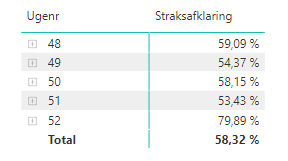 Ugenr Straksafklaring
48 59,09 %
49 54,37 %
50 58,15 %
51 53,43 %
52 79,89 %
Total 58,32 %